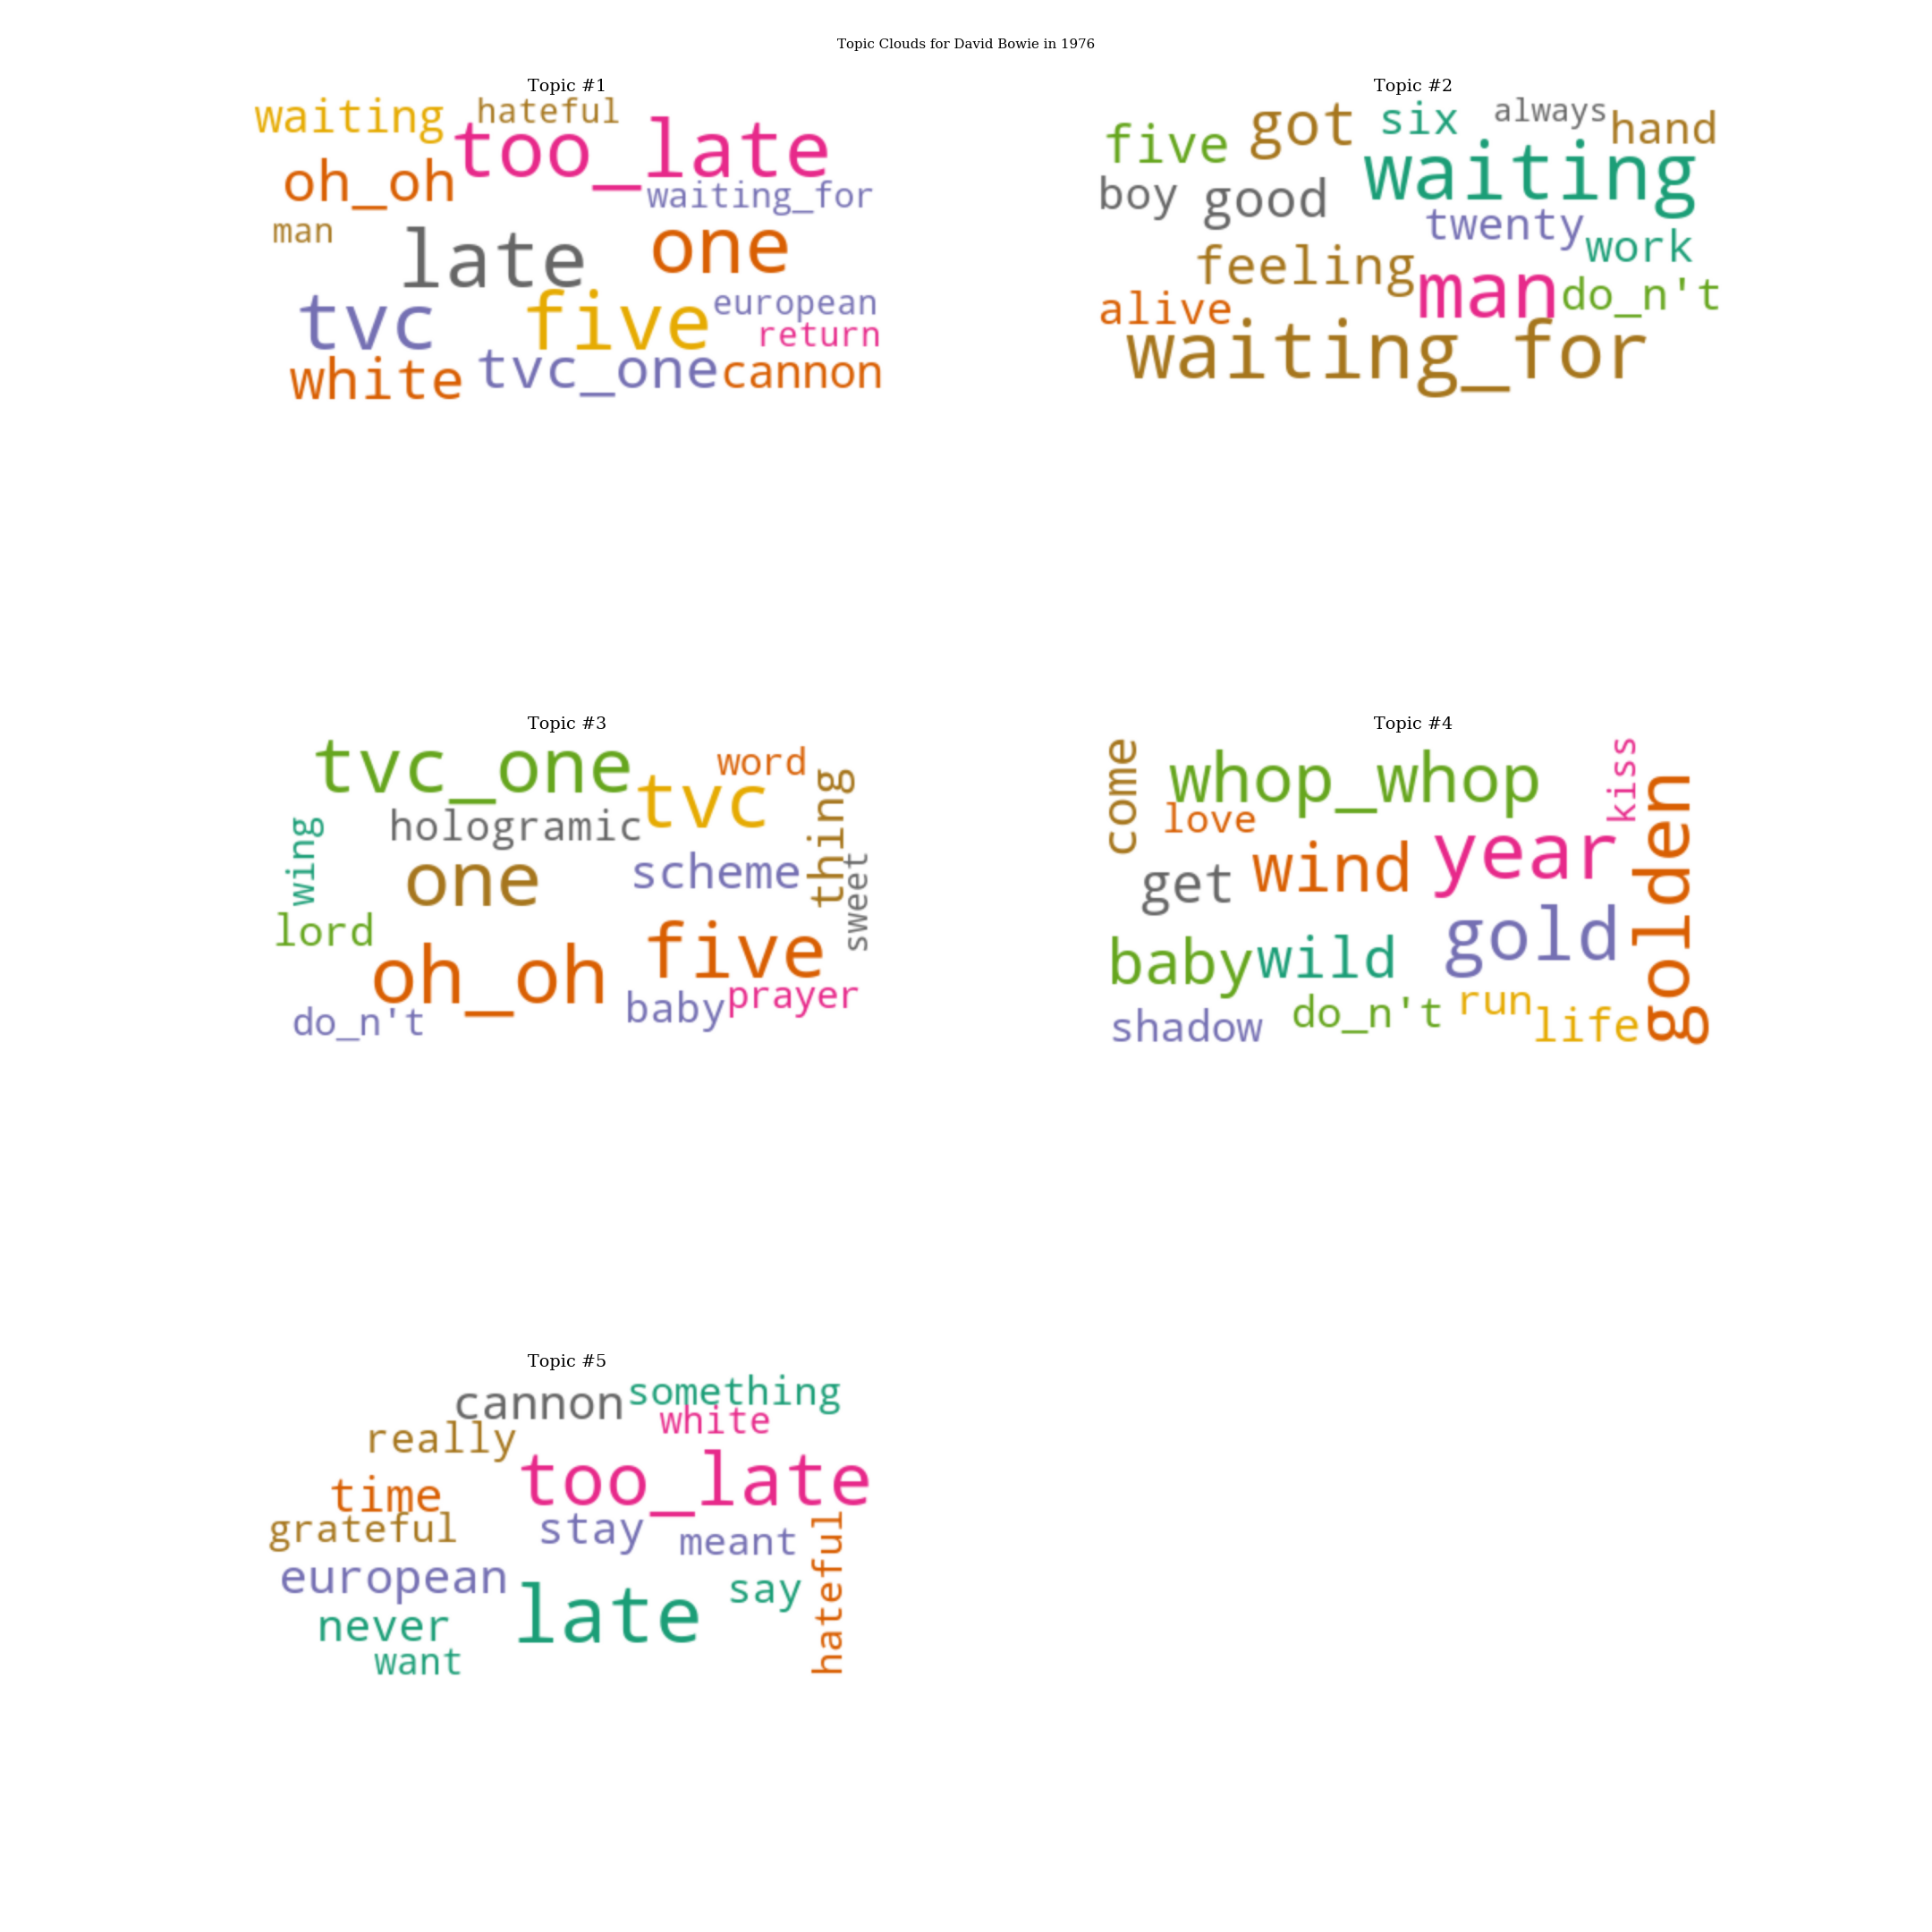 Topic Clouds for David Bowie in 1976
Topic #1
waiting
hateful
too_late
oh_oh
waiting_for
man
late
one
tvc
five
european
return
white
tvc_one
cannon
Topic #2
five
got
six
always
hand
boy
good
waiting
twenty
work
feeling
man
do_n't
alive
waiting_for
Topic #3
tvc_one
tvc
word
thing
wing
hologramic
one
scheme
sweet
lord
oh_oh
five
baby
prayer
do_n't
Topic #4
come
whop_whop
kiss
love
golden
get
wind
year
baby
wild
gold
shadow
do_n't
run
life
Topic #5
cannon
something
white
really
too_late
time
grateful
stay
meant
hateful
european
late
say
never
want